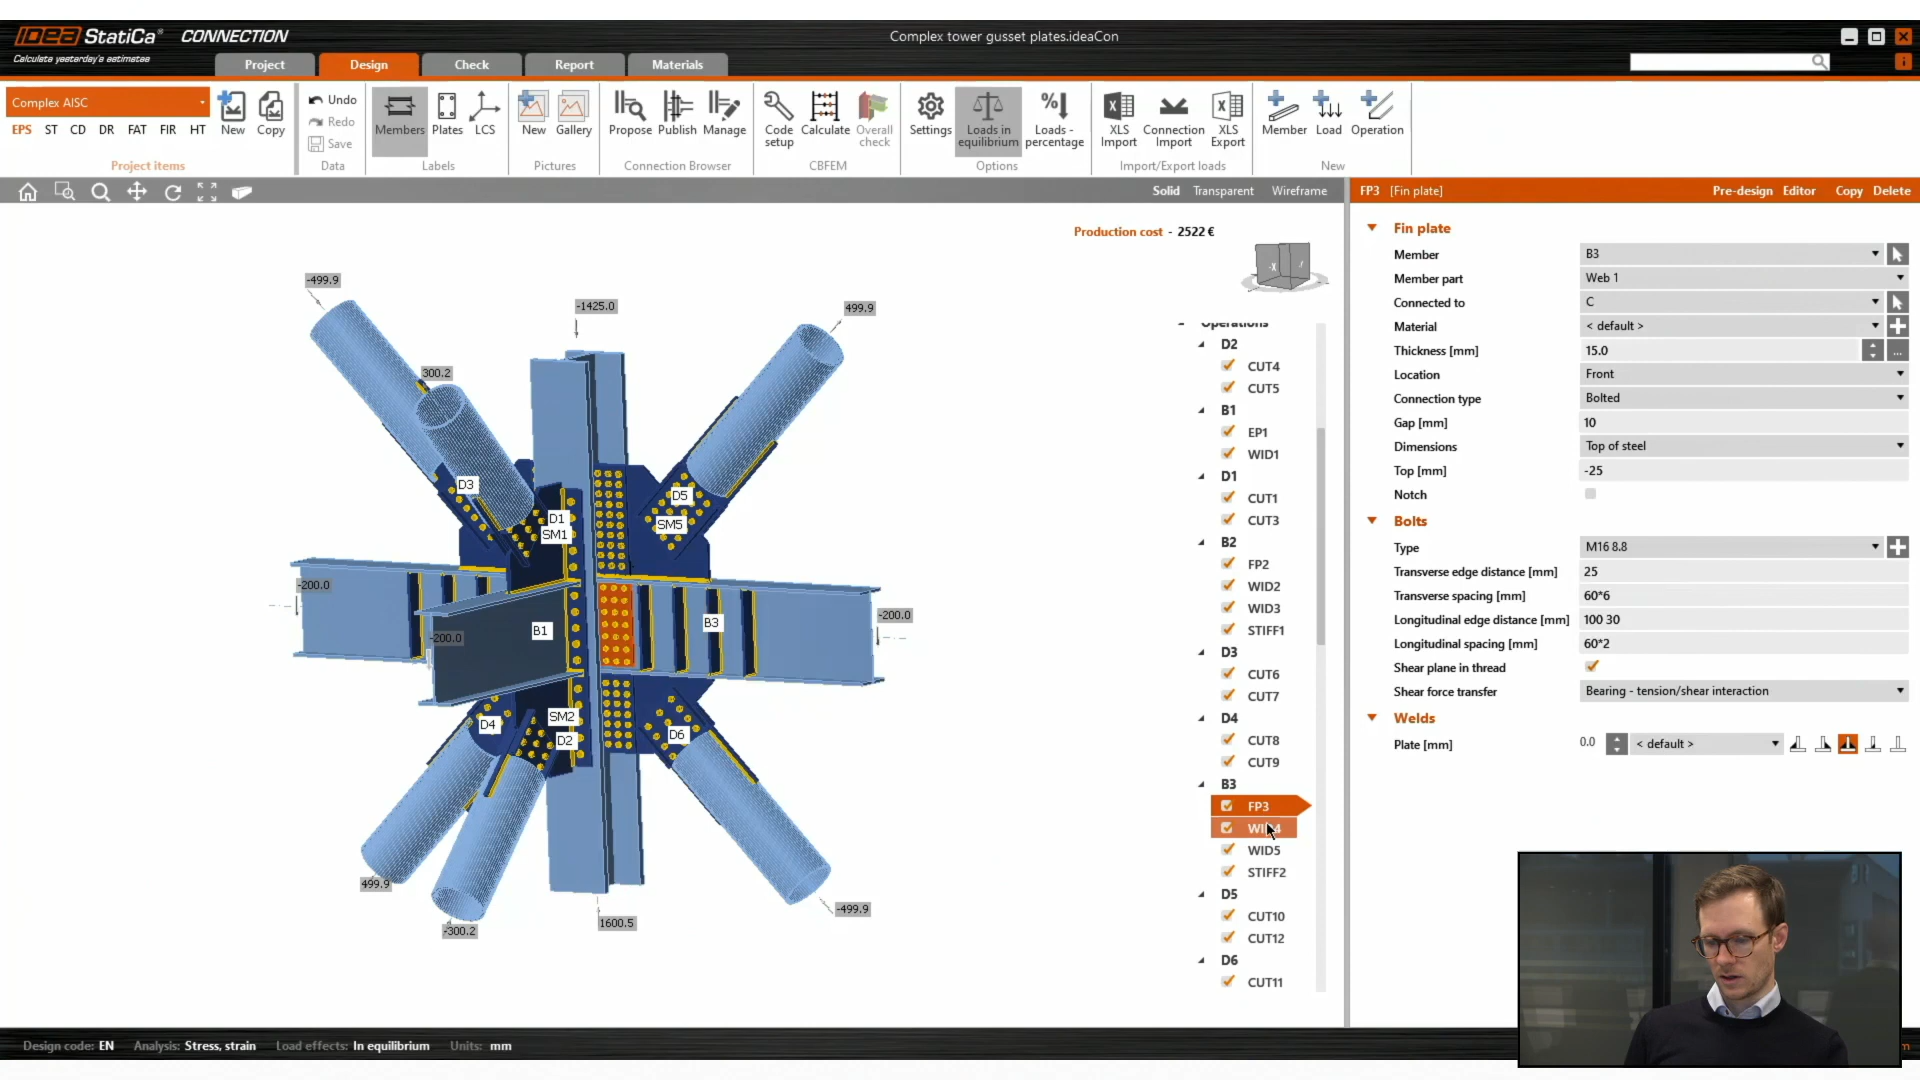 IDEA StatiCa® CONNECTION
Calculate yesterday's estimates
Complex tower gusset plates.ideaCon
Project Design Check Report Materials
Complex AISC
EPS ST CD DR FAT FIR HT
New Copy
Project items
Undo
Redo
Save
Data
Members Plates LCS
Labels
New Gallery
Pictures
Propose Publish Manage
Connection Browser
Code setup Calculate Overall check
CBFEM
Settings Loads in equilibrium Loads - percentage
Options
XLS Import Connection Import XLS Export
Import/Export loads
Member Load Operation
New
Solid Transparent Wireframe
FP3 [Fin plate] Pre-design Editor Copy Delete
Production cost - 2522 €
-499.9
-1425.0
499.9
300.2
D3
D5
D1
SM1
SM5
-200.0
-200.0
B3
B1
-200.0
D4
SM2
D2
D6
499.9
-499.9
1600.5
-300.2
Operations
D2
CUT4
CUT5
B1
EP1
WID1
D1
CUT1
CUT3
B2
FP2
WID2
WID3
STIFF1
D3
CUT6
CUT7
D4
CUT8
CUT9
B3
FP3
WID4
WID5
STIFF2
D5
CUT10
CUT12
D6
CUT11
Fin plate
Member B3
Member part Web 1
Connected to C
Material < default >
Thickness [mm] 15.0
Location Front
Connection type Bolted
Gap [mm] 10
Dimensions Top of steel
Top [mm] -25
Notch
Bolts
Type M16 8.8
Transverse edge distance [mm] 25
Transverse spacing [mm] 60*6
Longitudinal edge distance [mm] 100 30
Longitudinal spacing [mm] 60*2
Shear plane in thread
Shear force transfer Bearing - tension/shear interaction
Welds
Plate [mm] 0.0 < default >
Design code: EN Analysis: Stress, strain Load effects: In equilibrium Units: mm